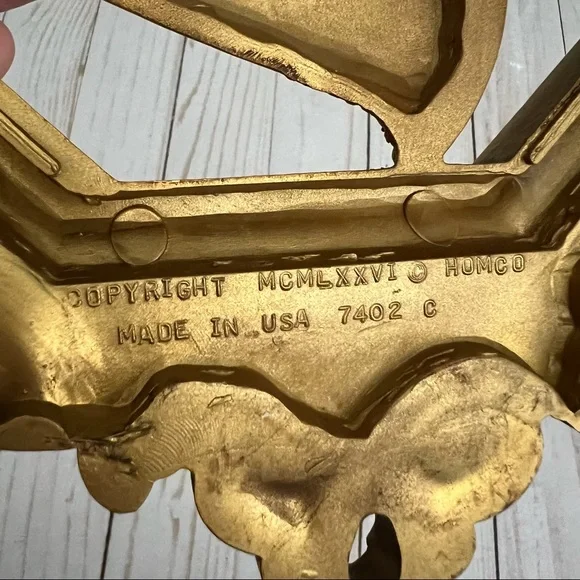 COPYRIGHT MCMLXXVI © HOMCO
MADE IN USA 7402 C